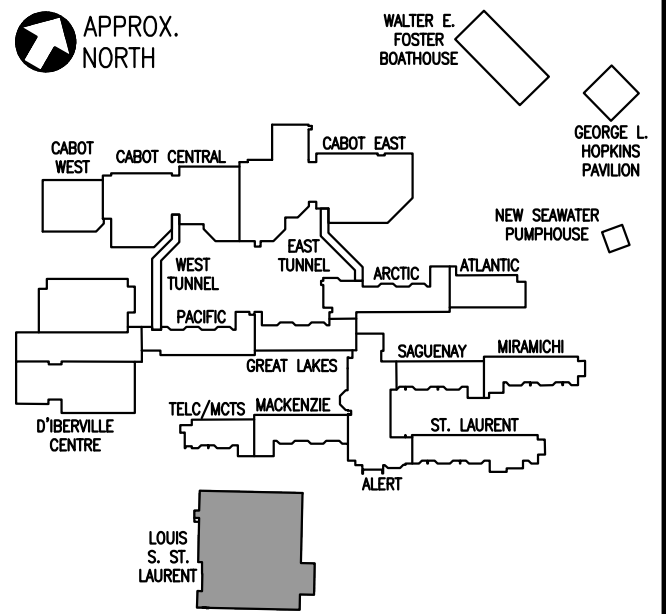 APPROX.
NORTH
WALTER E.
FOSTER
BOATHOUSE
GEORGE L.
HOPKINS
PAVILION
CABOT
WEST
CABOT CENTRAL
CABOT EAST
NEW SEAWATER
PUMPHOUSE
WEST
TUNNEL
EAST
TUNNEL
ARCTIC
ATLANTIC
PACIFIC
GREAT LAKES
SAGUENAY
MIRAMICHI
D'IBERVILLE
CENTRE
TELC/MCTS
MACKENZIE
ST. LAURENT
ALERT
LOUIS
S. ST.
LAURENT